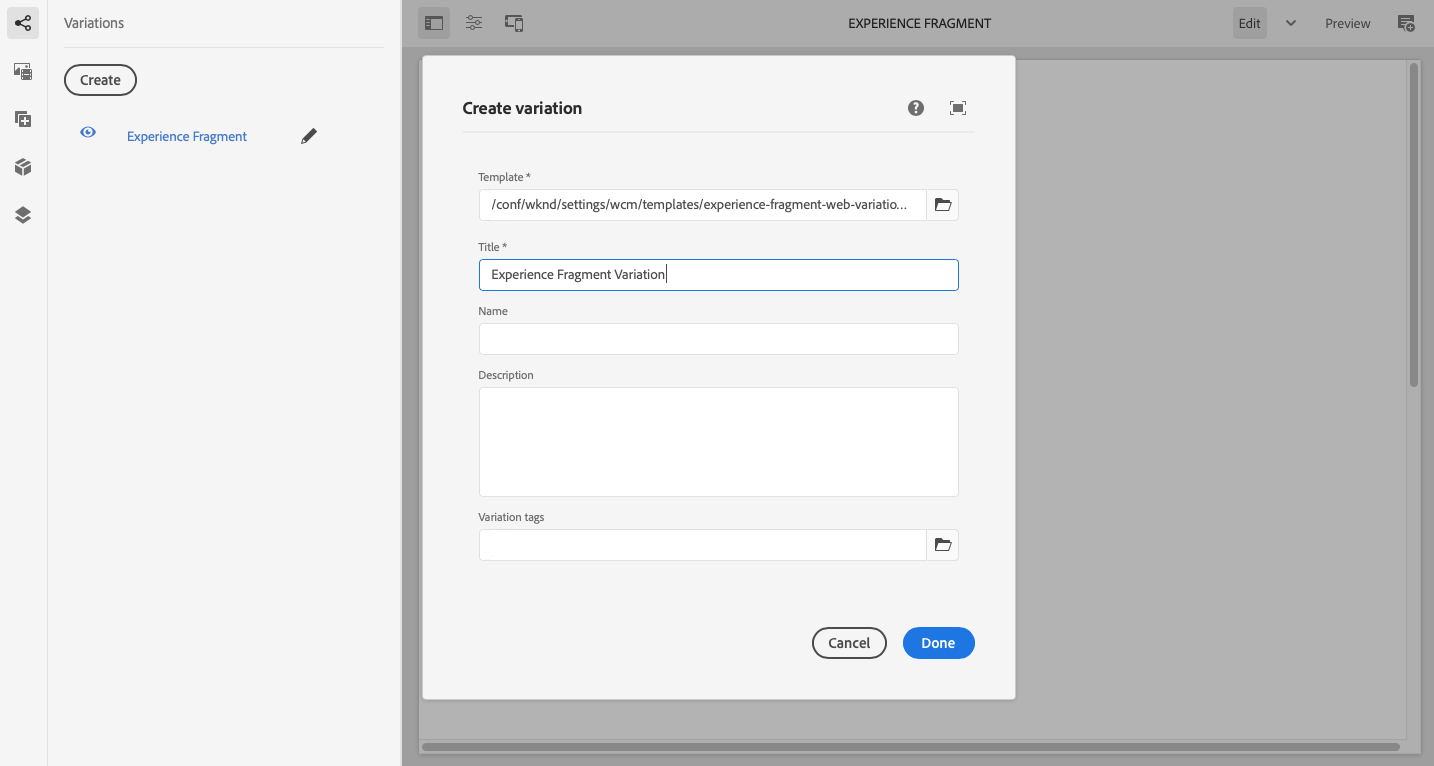 Variations
EXPERIENCE FRAGMENT
Edit
Preview
Create
Experience Fragment
Create variation
Template *
/conf/wknd/settings/wcm/templates/experience-fragment-web-variatio...
Title *
Experience Fragment Variation
Name
Description
Variation tags
Cancel
Done